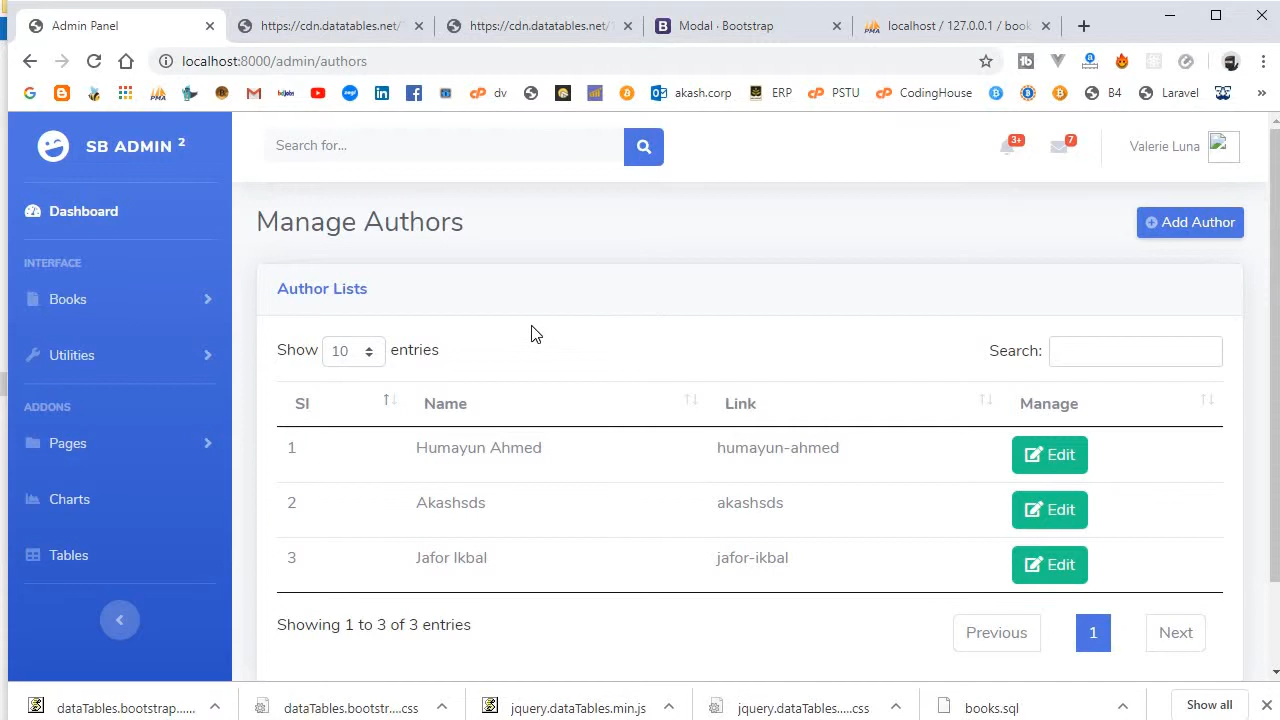 Admin Panel
https://cdn.datatables.net/
https://cdn.datatables.net/
Modal · Bootstrap
localhost / 127.0.0.1 / book
localhost:8000/admin/authors
dv
akash.corp
ERP
PSTU
CodingHouse
B4
Laravel
»
SB ADMIN 2
Search for...
3+
7
Valerie Luna
Dashboard
Manage Authors
Add Author
INTERFACE
Books
Utilities
ADDONS
Pages
Charts
Tables
Author Lists
Show 10 entries
Search:
Sl Name Link Manage
1 Humayun Ahmed humayun-ahmed Edit
2 Akashsds akashsds Edit
3 Jafor Ikbal jafor-ikbal Edit
Showing 1 to 3 of 3 entries
Previous 1 Next
dataTables.bootstrap......js
dataTables.bootstr....css
jquery.dataTables.min.js
jquery.dataTables.....css
books.sql
Show all